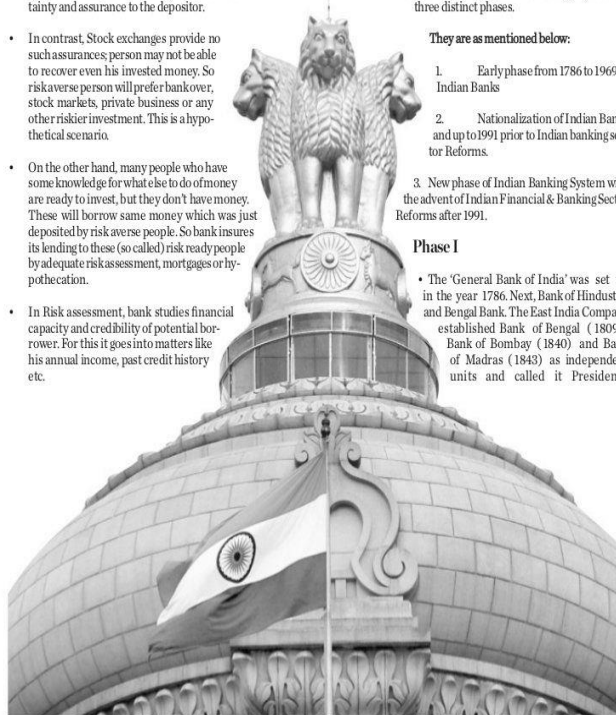 tainty and assurance to the depositor.
• In contrast, Stock exchanges provide no
such assurances; person may not be able
to recover even his invested money. So
risk averse person will prefer bank over,
stock markets, private business or any
other riskier investment. This is a hypo-
thetical scenario.
• On the other hand, many people who have
some knowledge for what else to do of money
are ready to invest, but they don't have money.
These will borrow same money which was just
deposited by risk averse people. So bank insures
its lending to these (so called) risk ready people
by adequate risk assessment, mortgages or hy-
pothecation.
• In Risk assessment, bank studies financial
capacity and credibility of potential bor-
rower. For this it goes into matters like
his annual income, past credit history
etc.
three distinct phases.
They are as mentioned below:
1. Early phase from 1786 to 1969
Indian Banks
2. Nationalization of Indian Ban
and up to 1991 prior to Indian banking se
tor Reforms.
3. New phase of Indian Banking System w
the advent of Indian Financial & Banking Sect
Reforms after 1991.
Phase I
• The ‘General Bank of India’ was set
in the year 1786. Next, Bank of Hindust
and Bengal Bank. The East India Compa
established Bank of Bengal (1809
Bank of Bombay (1840) and Ba
of Madras (1843) as independe
units and called it Presiden